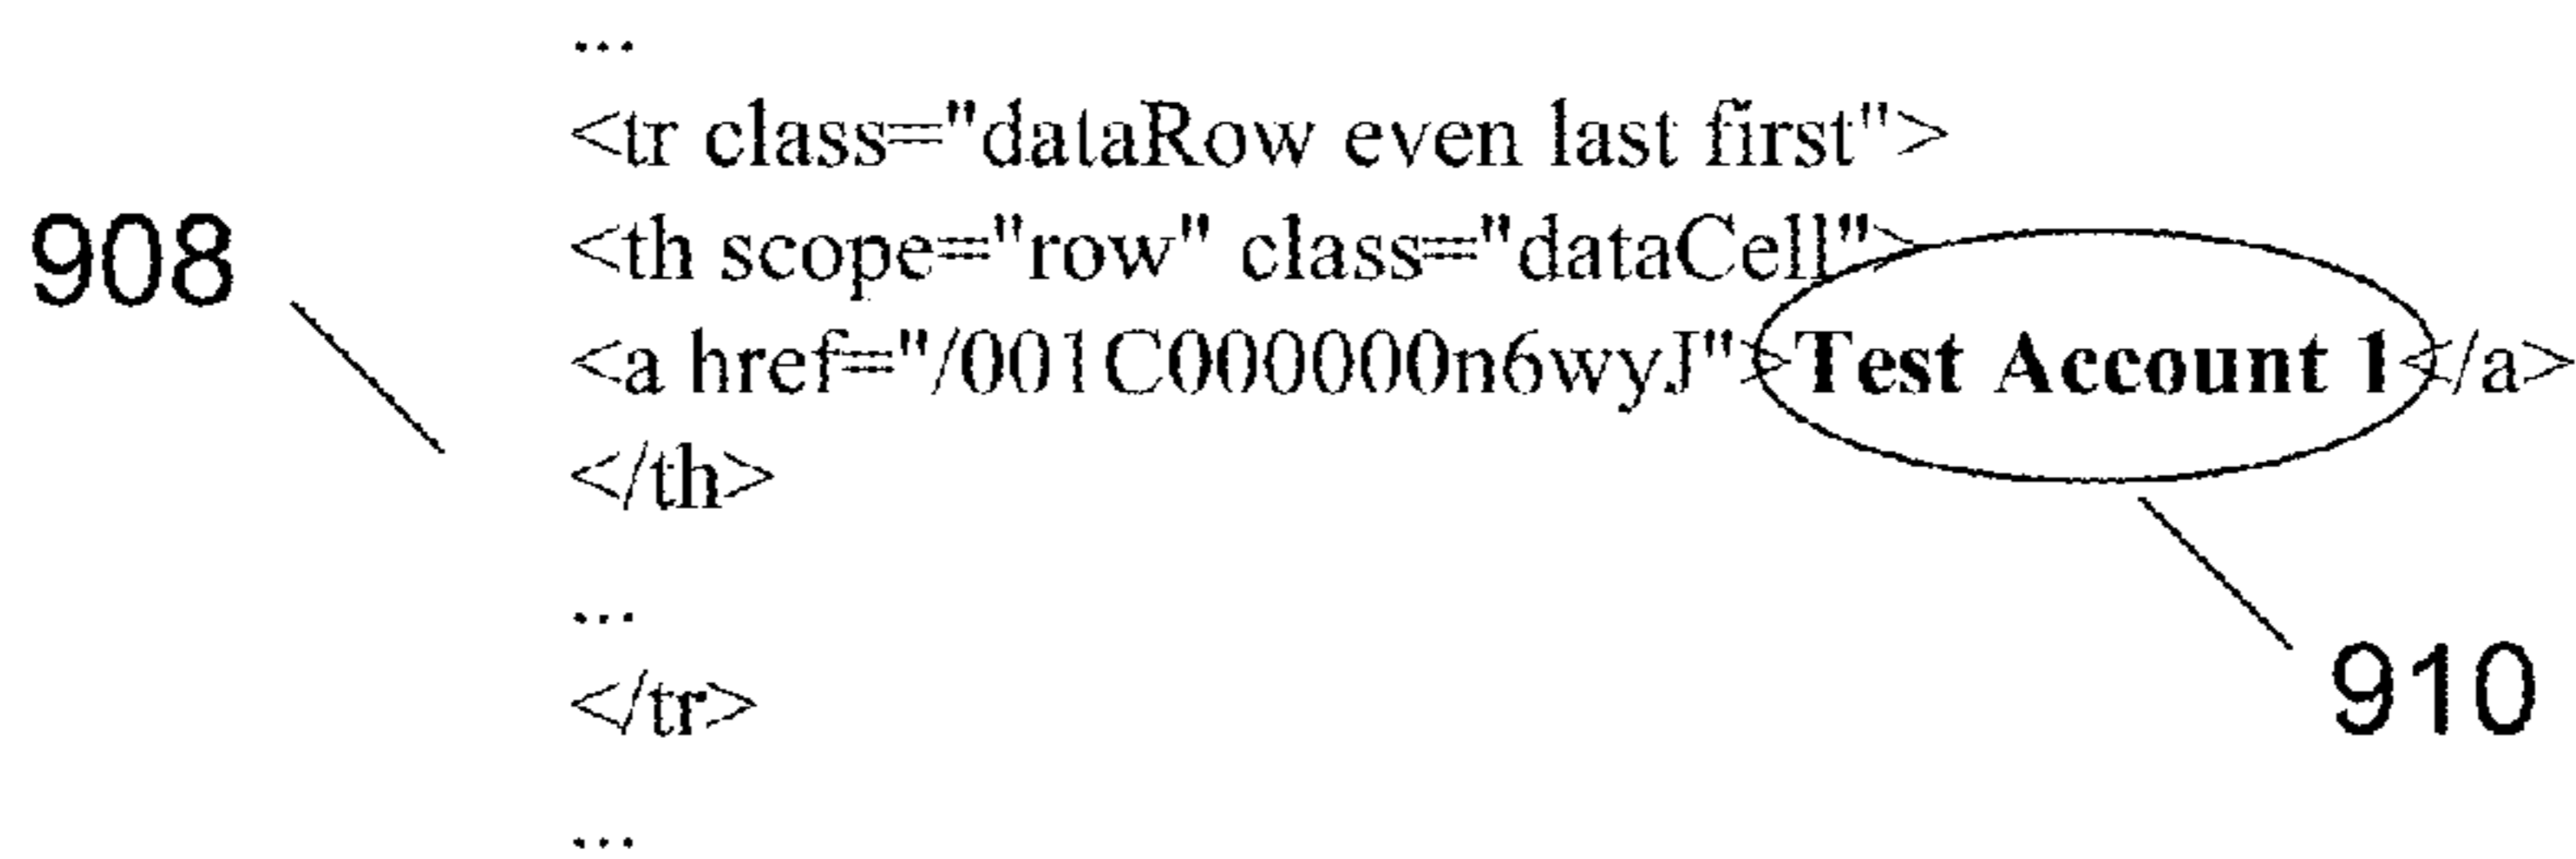 ...
<tr class="dataRow even last first">
908
<th scope="row" class="dataCell">
<a href="/001C000000n6wyJ">Test Account 1</a>
</th>
...
</tr>
910
...